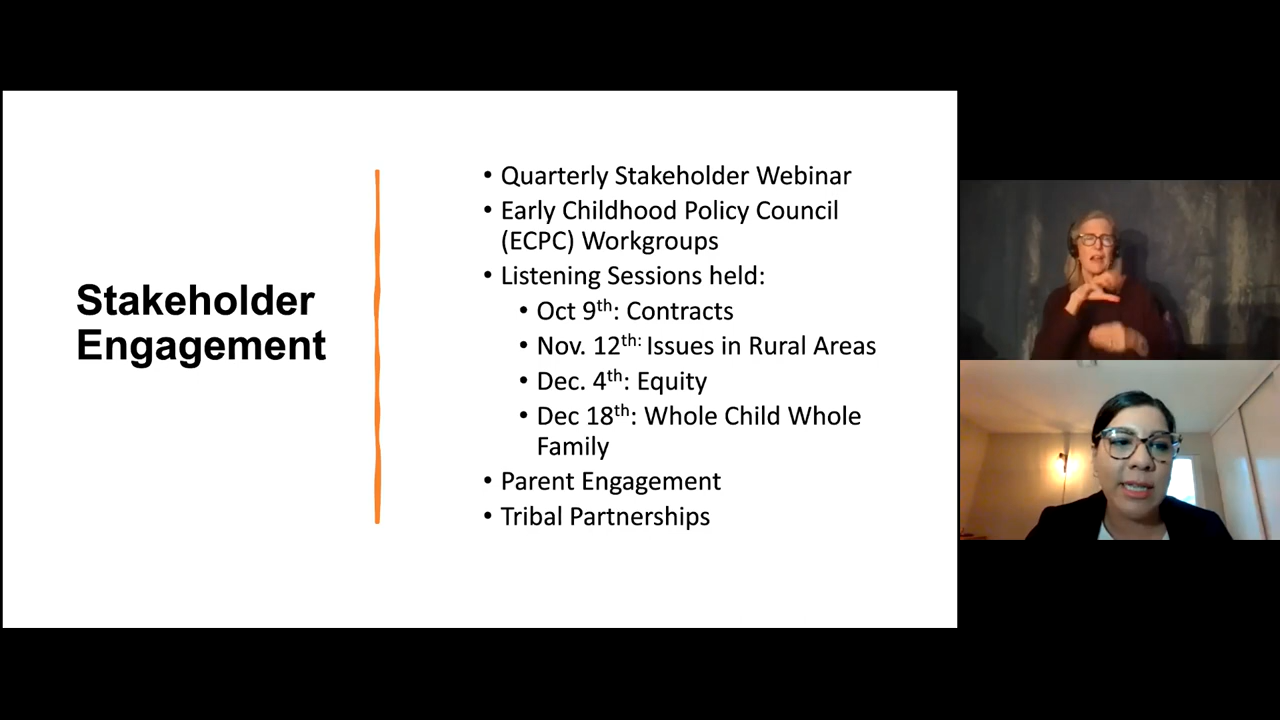 Stakeholder
Engagement
• Quarterly Stakeholder Webinar
• Early Childhood Policy Council
(ECPC) Workgroups
• Listening Sessions held:
• Oct 9th: Contracts
• Nov. 12th: Issues in Rural Areas
• Dec. 4th: Equity
• Dec 18th: Whole Child Whole
Family
• Parent Engagement
• Tribal Partnerships